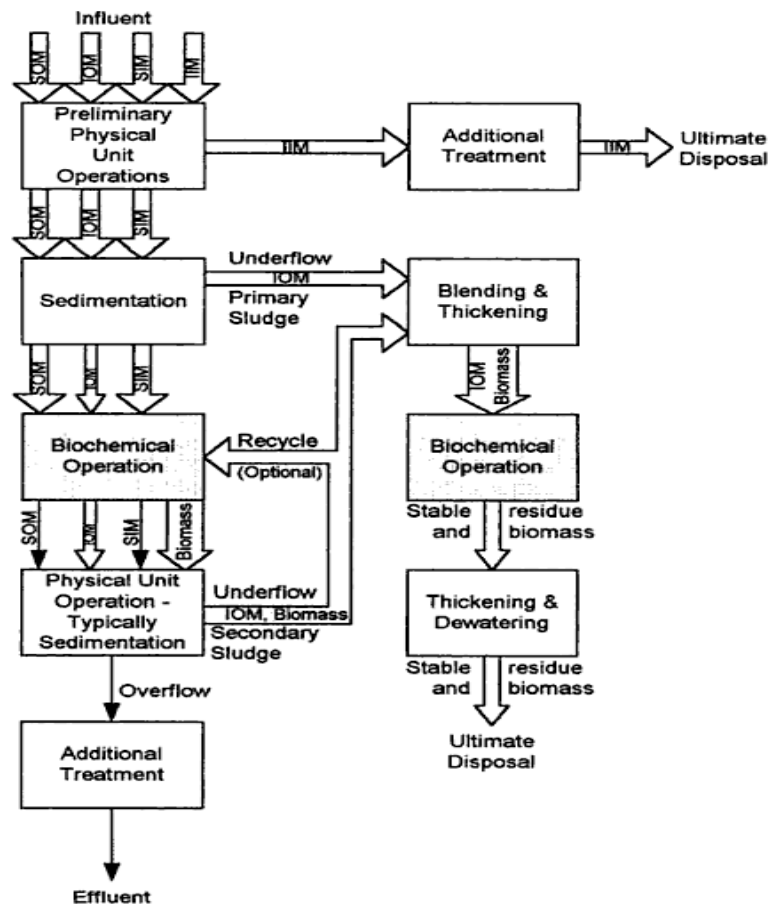 Influent
SOM
IOM
SIM
IIM
Preliminary
Physical
Unit
Operations
IIM
Additional
Treatment
IIM
Ultimate
Disposal
SOM
IOM
SIM
Sedimentation
Underflow
IOM
Primary
Sludge
Blending &
Thickening
SOM
IOM
SIM
IOM
Biomass
Biochemical
Operation
Recycle
(Optional)
Biochemical
Operation
SOM
IOM
SIM
Biomass
Stable
and
residue
biomass
Physical Unit
Operation -
Typically
Sedimentation
Underflow
IOM, Biomass
Secondary
Sludge
Thickening &
Dewatering
Overflow
Stable
and
residue
biomass
Additional
Treatment
Ultimate
Disposal
Effluent